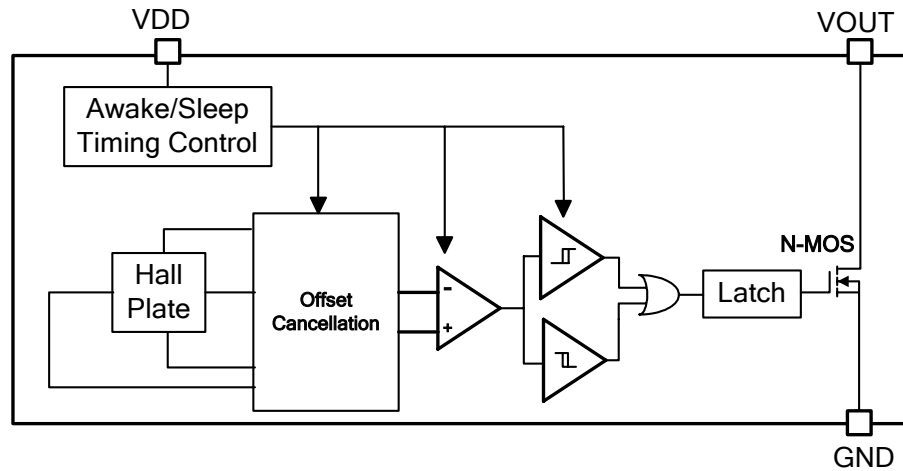 VDD
VOUT
Awake/Sleep
Timing Control
N-MOS
Hall
Plate
Offset
Cancellation
-
+
Latch
GND